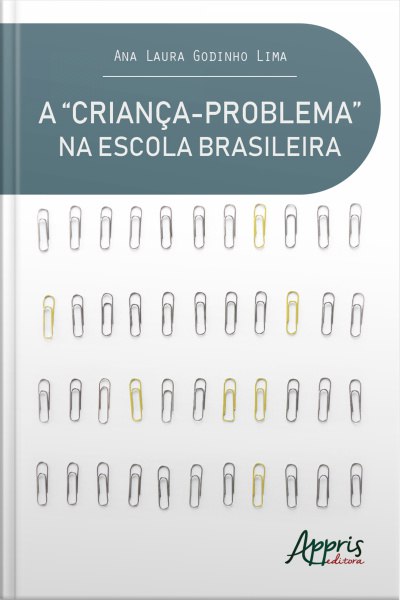 Ana Laura Godinho Lima
A “CRIANÇA-PROBLEMA”
NA ESCOLA BRASILEIRA
Appris
editora